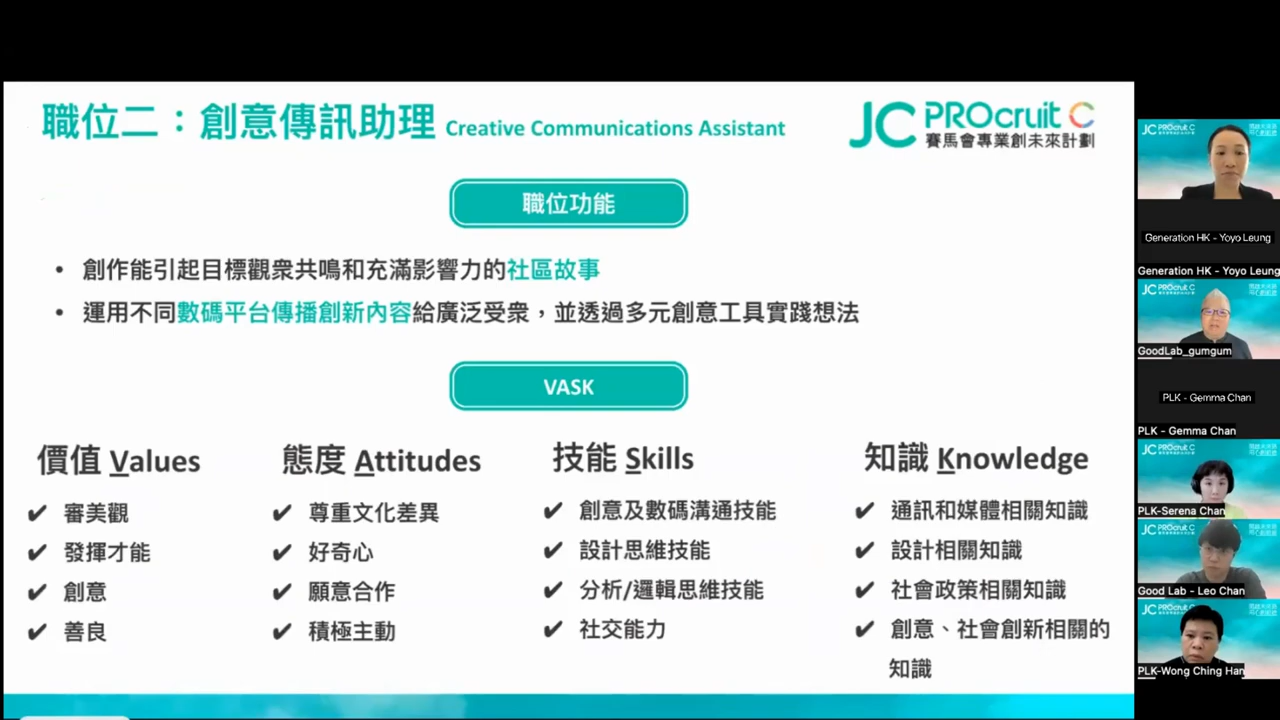 職位二：創意傳訊助理 Creative Communications Assistant
JC PROcruit C
賽馬會專業創未來計劃
職位功能
• 創作能引起目標觀眾共鳴和充滿影響力的社區故事
• 運用不同數碼平台傳播創新內容給廣泛受眾，並透過多元創意工具實踐想法
VASK
價值 Values
✔ 審美觀
✔ 發揮才能
✔ 創意
✔ 善良
態度 Attitudes
✔ 尊重文化差異
✔ 好奇心
✔ 願意合作
✔ 積極主動
技能 Skills
✔ 創意及數碼溝通技能
✔ 設計思維技能
✔ 分析/邏輯思維技能
✔ 社交能力
知識 Knowledge
✔ 通訊和媒體相關知識
✔ 設計相關知識
✔ 社會政策相關知識
✔ 創意、社會創新相關的
知識
JC PROcruit C
Generation HK - Yoyo Leung
Generation HK - Yoyo Leung
JC PROcruit C
GoodLab_gumgum
PLK - Gemma Chan
PLK - Gemma Chan
JC PROcruit C
PLK-Serena Chan
JC PROcruit C
Good Lab - Leo Chan
JC PROcruit C
PLK-Wong Ching Han